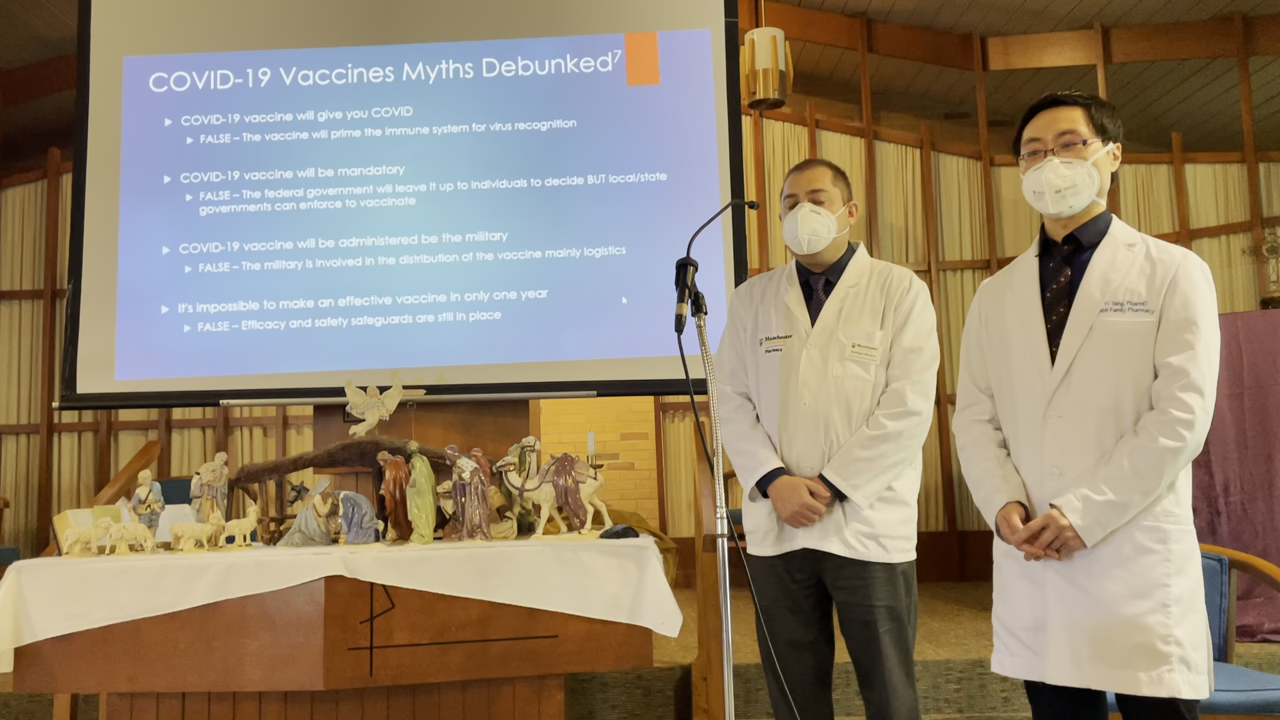 COVID-19 Vaccines Myths Debunked7
COVID-19 vaccine will give you COVID
FALSE – The vaccine will prime the immune system for virus recognition
COVID-19 vaccine will be mandatory
FALSE – The federal government will leave it up to individuals to decide BUT local/state
governments can enforce to vaccinate
COVID-19 vaccine will be administered be the military
FALSE – The military is involved in the distribution of the vaccine mainly logistics
It's impossible to make an effective vaccine in only one year
FALSE – Efficacy and safety safeguards are still in place
Manchester
Pharmacy
Manchester
PharmD
Family Pharmacy